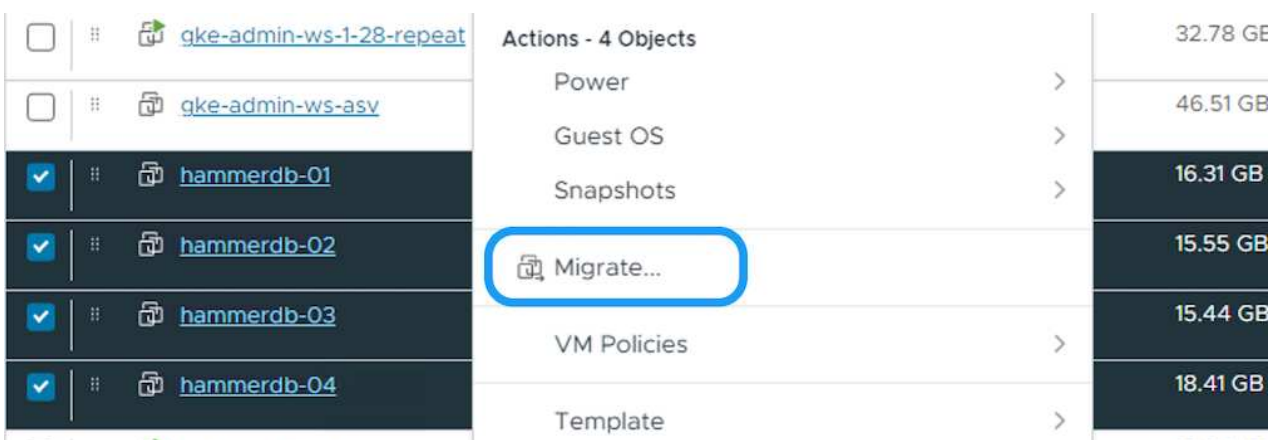 gke-admin-ws-1-28-repeat
Actions - 4 Objects
32.78 GB
Power
gke-admin-ws-asv
46.51 GB
Guest OS
hammerdb-01
Snapshots
16.31 GB
hammerdb-02
Migrate...
15.55 GB
hammerdb-03
VM Policies
15.44 GB
hammerdb-04
Template
18.41 GB